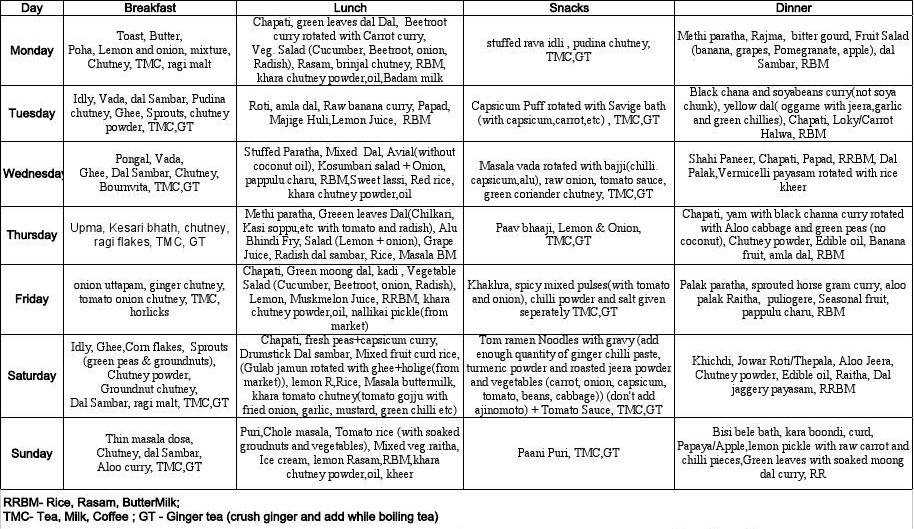 Day Breakfast Lunch Snacks Dinner
Monday
Toast, Butter,
Poha, Lemon and onion, mixture,
Chutney, TMC, ragi malt
Chapati, green leaves dal Dal,  Beetroot
curry rotated with Carrot curry,
Veg. Salad (Cucumber, Beetroot, onion,
Radish), Rasam, brinjal chutney, RBM,
khara chutney powder,oil,Badam milk
stuffed rava idli , pudina chutney,
TMC,GT
Methi paratha, Rajma,  bitter gourd, Fruit Salad
(banana, grapes, Pomegranate, apple), dal
Sambar, RBM
Tuesday
Idly, Vada, dal Sambar, Pudina
chutney, Ghee, Sprouts, chutney
powder, TMC,GT
Roti, amla dal, Raw banana curry, Papad,
Majige Huli,Lemon Juice,  RBM
Capsicum Puff rotated with Savige bath
(with capsicum,carrot,etc) , TMC, GT
Black chana and soyabeans curry(not soya
chunk), yellow dal( oggarne with jeera,garlic
and green chillies), Chapati, Loky/Carrot
Halwa, RBM
Wednesday
Pongal, Vada,
Ghee, Dal Sambar, Chutney,
Bournvita, TMC,GT
Stuffed Paratha, Mixed  Dal, Avial(without
coconut oil), Kosumbari salad + Onion,
pappulu charu, RBM,Sweet lassi, Red rice,
khara chutney powder,oil
Masala vada rotated with bajji(chilli.
capsicum,alu), raw onion, tomato sauce,
green coriander chutney, TMC,GT
Shahi Paneer, Chapati, Papad, RRBM, Dal
Palak,Vermicelli payasam rotated with rice
kheer
Thursday
Upma, Kesari bhath, chutney,
ragi flakes, TMC, GT
Methi paratha, Greeen leaves Dal(Chilkari,
Kasi soppu,etc with tomato and radish), Alu
Bhindi Fry, Salad (Lemon + onion), Grape
Juice, Radish dal sambar, Rice, Masala BM
Paav bhaaji, Lemon & Onion,
TMC,GT
Chapati, yam with black channa curry rotated
with Aloo cabbage and green peas (no
coconut), Chutney powder, Edible oil, Banana
fruit, amla dal, RBM
Friday
onion uttapam, ginger chutney,
tomato onion chutney, TMC,
horlicks
Chapati, Green moong dal, kadi , Vegetable
Salad (Cucumber, Beetroot, onion, Radish),
Lemon, Muskmelon Juice, RRBM, khara
chutney powder,oil, nallikai pickle(from
market)
Khakhra, spicy mixed pulses(with tomato
and onion), chilli powder and salt given
seperately TMC,GT
Palak paratha, sprouted horse gram curry, aloo
palak Raitha,  puliogere, Seasonal fruit,
pappulu charu, RBM
Saturday
Idly, Ghee,Corn flakes,  Sprouts
(green peas & groundnuts),
Chutney powder,
Groundnut chutney,
Dal Sambar, ragi malt, TMC,GT
Chapati, fresh peas+capsicum curry,
Drumstick Dal sambar, Mixed fruit curd rice,
(Gulab jamun rotated with ghee+holige(from
market)), lemon R,Rice, Masala buttermilk,
khara tomato chutney(tomato gojju with
fried onion, garlic, mustard, green chilli etc)
Tom ramen Noodles with gravy (add
enough quantity of ginger chilli paste,
turmeric powder and roasted jeera powder
and vegetables (carrot, onion, capsicum,
tomato, beans, cabbage)) (don't add
ajinomoto) + Tomato Sauce, TMC,GT
Khichdi, Jowar Roti/Thepala, Aloo Jeera,
Chutney powder, Edible oil, Raitha, Dal
jaggery payasam, RRBM
Sunday
Thin masala dosa,
Chutney, dal Sambar,
Aloo curry, TMC,GT
Puri,Chole masala, Tomato rice (with soaked
groudnuts and vegetables), Mixed veg.raitha,
Ice cream, lemon Rasam,RBM,khara
chutney powder,oil, kheer
Paani Puri, TMC,GT
Bisi bele bath, kara boondi, curd,
Papaya/Apple,lemon pickle with raw carrot and
chilli pieces,Green leaves with soaked moong
dal curry, RR
RRBM- Rice, Rasam, ButterMilk;
TMC- Tea, Milk, Coffee ; GT - Ginger tea (crush ginger and add while boiling tea)